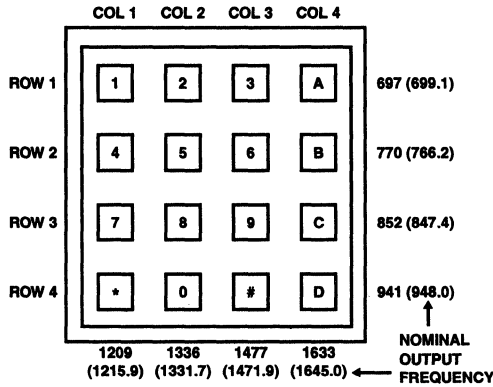 COL 1 COL 2 COL 3 COL 4
ROW 1 1 2 3 A 697 (699.1)
ROW 2 4 5 6 B 770 (766.2)
ROW 3 7 8 9 C 852 (847.4)
ROW 4 * 0 # D 941 (948.0)
1209 1336 1477 1633
(1215.9) (1331.7) (1471.9) (1645.0)
NOMINAL
OUTPUT
FREQUENCY